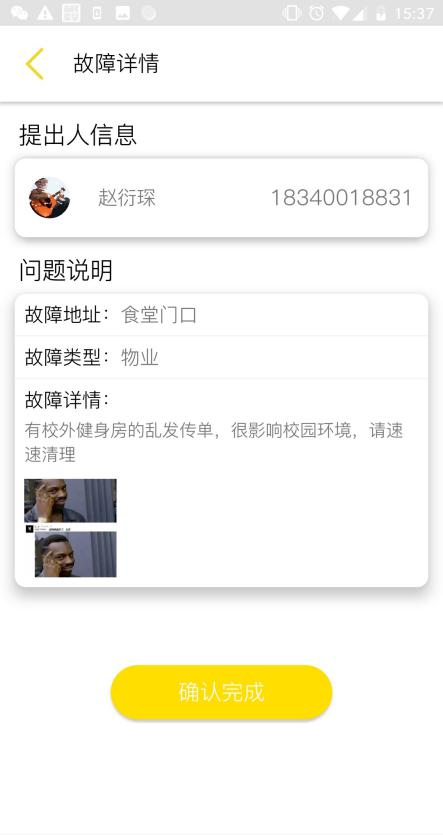 15:37
故障详情
提出人信息
赵衍琛 18340018831
问题说明
故障地址：食堂门口
故障类型：物业
故障详情：
有校外健身房的乱发传单，很影响校园环境，请速
速清理
确认完成